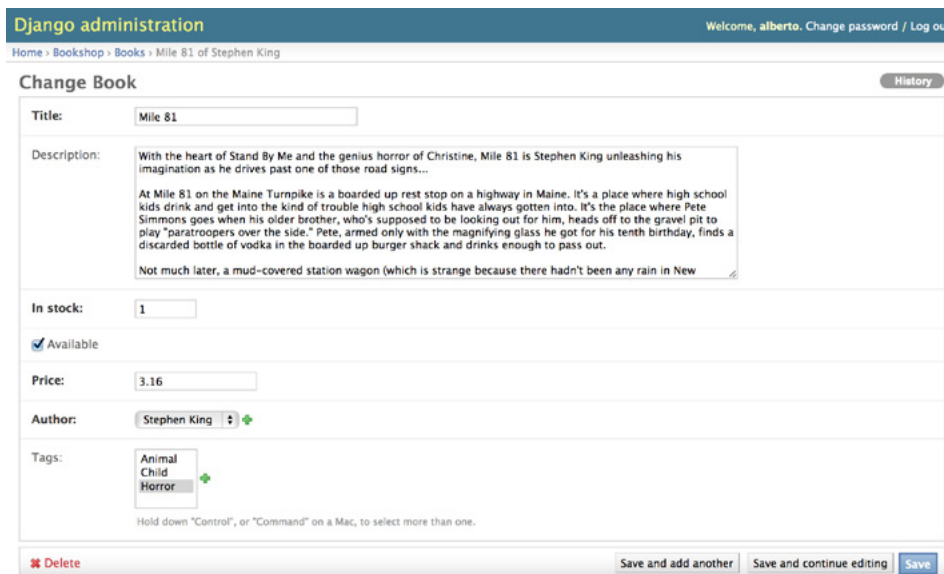 Django administration
Welcome, alberto. Change password / Log ou
Home › Bookshop › Books › Mile 81 of Stephen King
Change Book
History
Title:
Mile 81
Description:
With the heart of Stand By Me and the genius horror of Christine, Mile 81 is Stephen King unleashing his
imagination as he drives past one of those road signs...
At Mile 81 on the Maine Turnpike is a boarded up rest stop on a highway in Maine. It's a place where high school
kids drink and get into the kind of trouble high school kids have always gotten into. It's the place where Pete
Simmons goes when his older brother, who's supposed to be looking out for him, heads off to the gravel pit to
play "paratroopers over the side." Pete, armed only with the magnifying glass he got for his tenth birthday, finds a
discarded bottle of vodka in the boarded up burger shack and drinks enough to pass out.
Not much later, a mud-covered station wagon (which is strange because there hadn't been any rain in New
In stock:
1
Available
Price:
3.16
Author:
Stephen King
Tags:
Animal
Child
Horror
Hold down "Control", or "Command" on a Mac, to select more than one.
Delete
Save and add another
Save and continue editing
Save